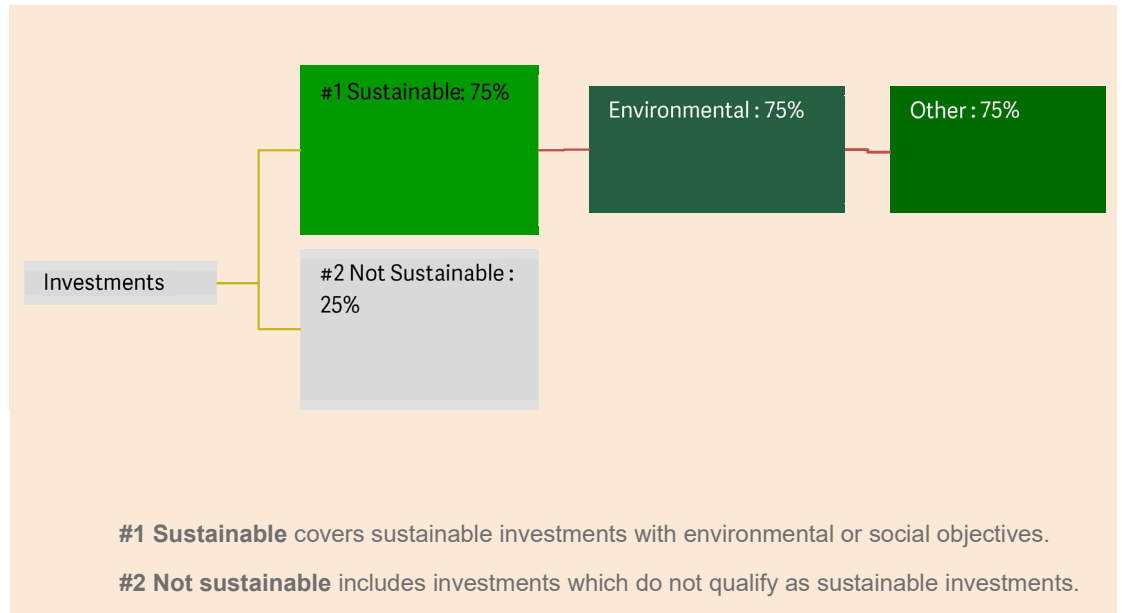 #1 Sustainable: 75%
Environmental : 75%
Other : 75%
Investments
#2 Not Sustainable :
25%
#1 Sustainable covers sustainable investments with environmental or social objectives.
#2 Not sustainable includes investments which do not qualify as sustainable investments.